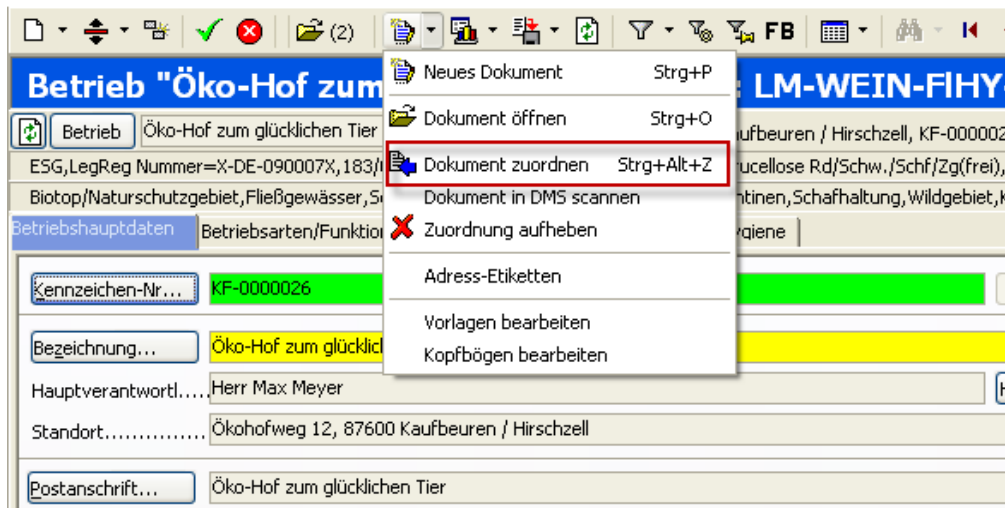 (2) FB
Betrieb "Öko-Hof zum : LM-WEIN-FlHY
Betrieb Öko-Hof zum glücklichen Tier ufbeuren / Hirschzell, KF-000002
ESG,LegReg Nummer=X-DE-090007X,183/ ucellose Rd/Schw./Schf/Zg(frei),
Biotop/Naturschutzgebiet,Fließgewässer,S ntinen,Schafhaltung,Wildgebiet,K
Betriebshauptdaten Betriebsarten/Funktio ygiene
Neues Dokument Strg+P
Dokument öffnen Strg+O
Dokument zuordnen Strg+Alt+Z
Dokument in DMS scannen
Zuordnung aufheben
Adress-Etiketten
Vorlagen bearbeiten
Kopfbögen bearbeiten
Kennzeichen-Nr... KF-0000026
Bezeichnung... Öko-Hof zum glückli
Hauptverantwortl..... Herr Max Meyer H
Standort............... Ökohofweg 12, 87600 Kaufbeuren / Hirschzell
Postanschrift... Öko-Hof zum glücklichen Tier